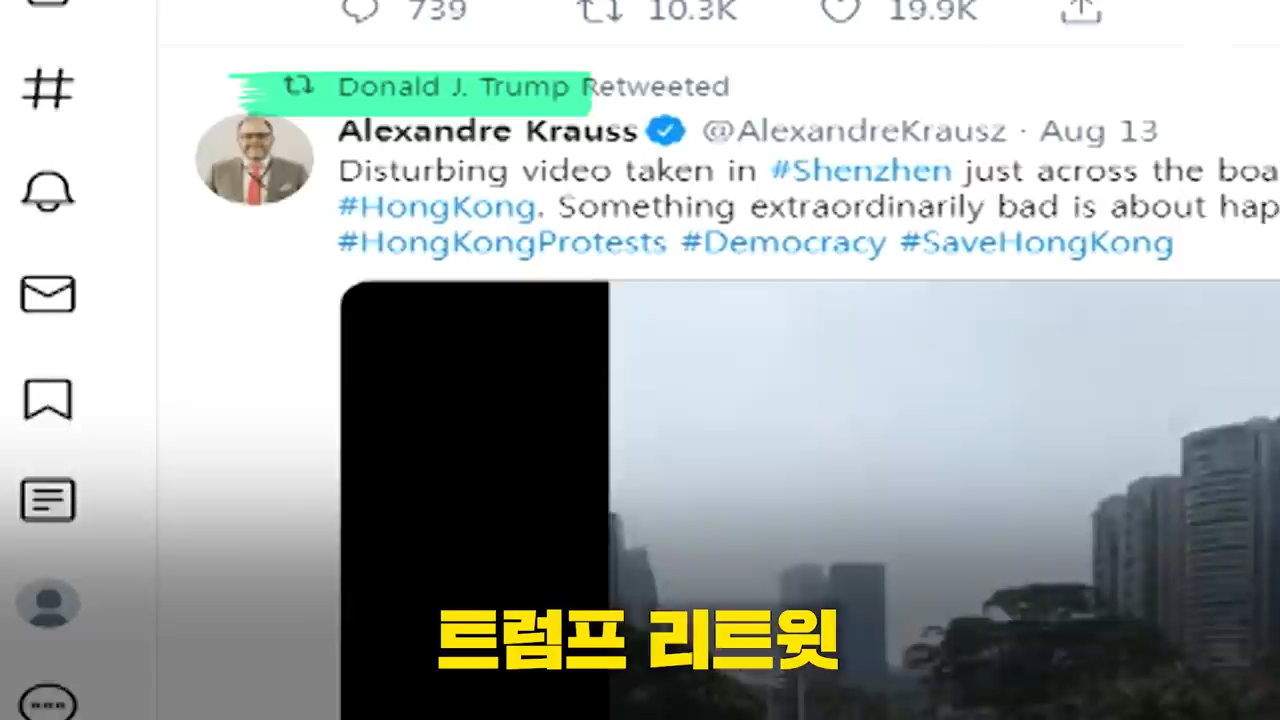 739 10.3K 19.9K
Donald J. Trump Retweeted
Alexandre Krauss @AlexandreKrausz · Aug 13
Disturbing video taken in #Shenzhen just across the boa
#HongKong. Something extraordinarily bad is about hap
#HongKongProtests #Democracy #SaveHongKong
트럼프 리트윗